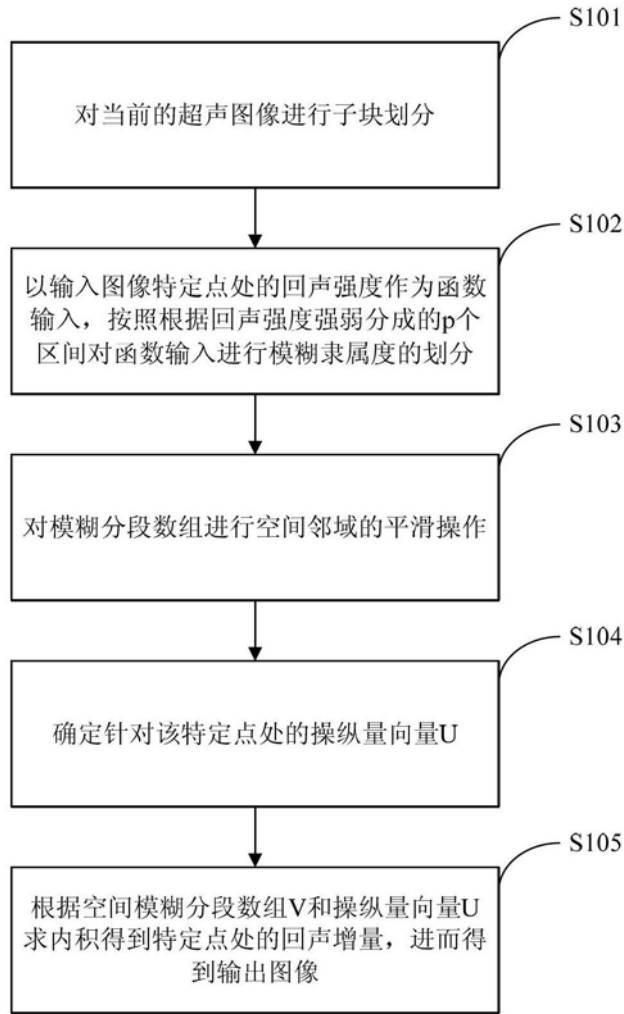 S101
对当前的超声图像进行子块划分
S102
以输入图像特定点处的回声强度作为函数
输入，按照根据回声强度强弱分成的p个
区间对函数输入进行模糊隶属度的划分
S103
对模糊分段数组进行空间邻域的平滑操作
S104
确定针对该特定点处的操纵量向量U
S105
根据空间模糊分段数组V和操纵量向量U
求内积得到特定点处的回声增量，进而得
到输出图像